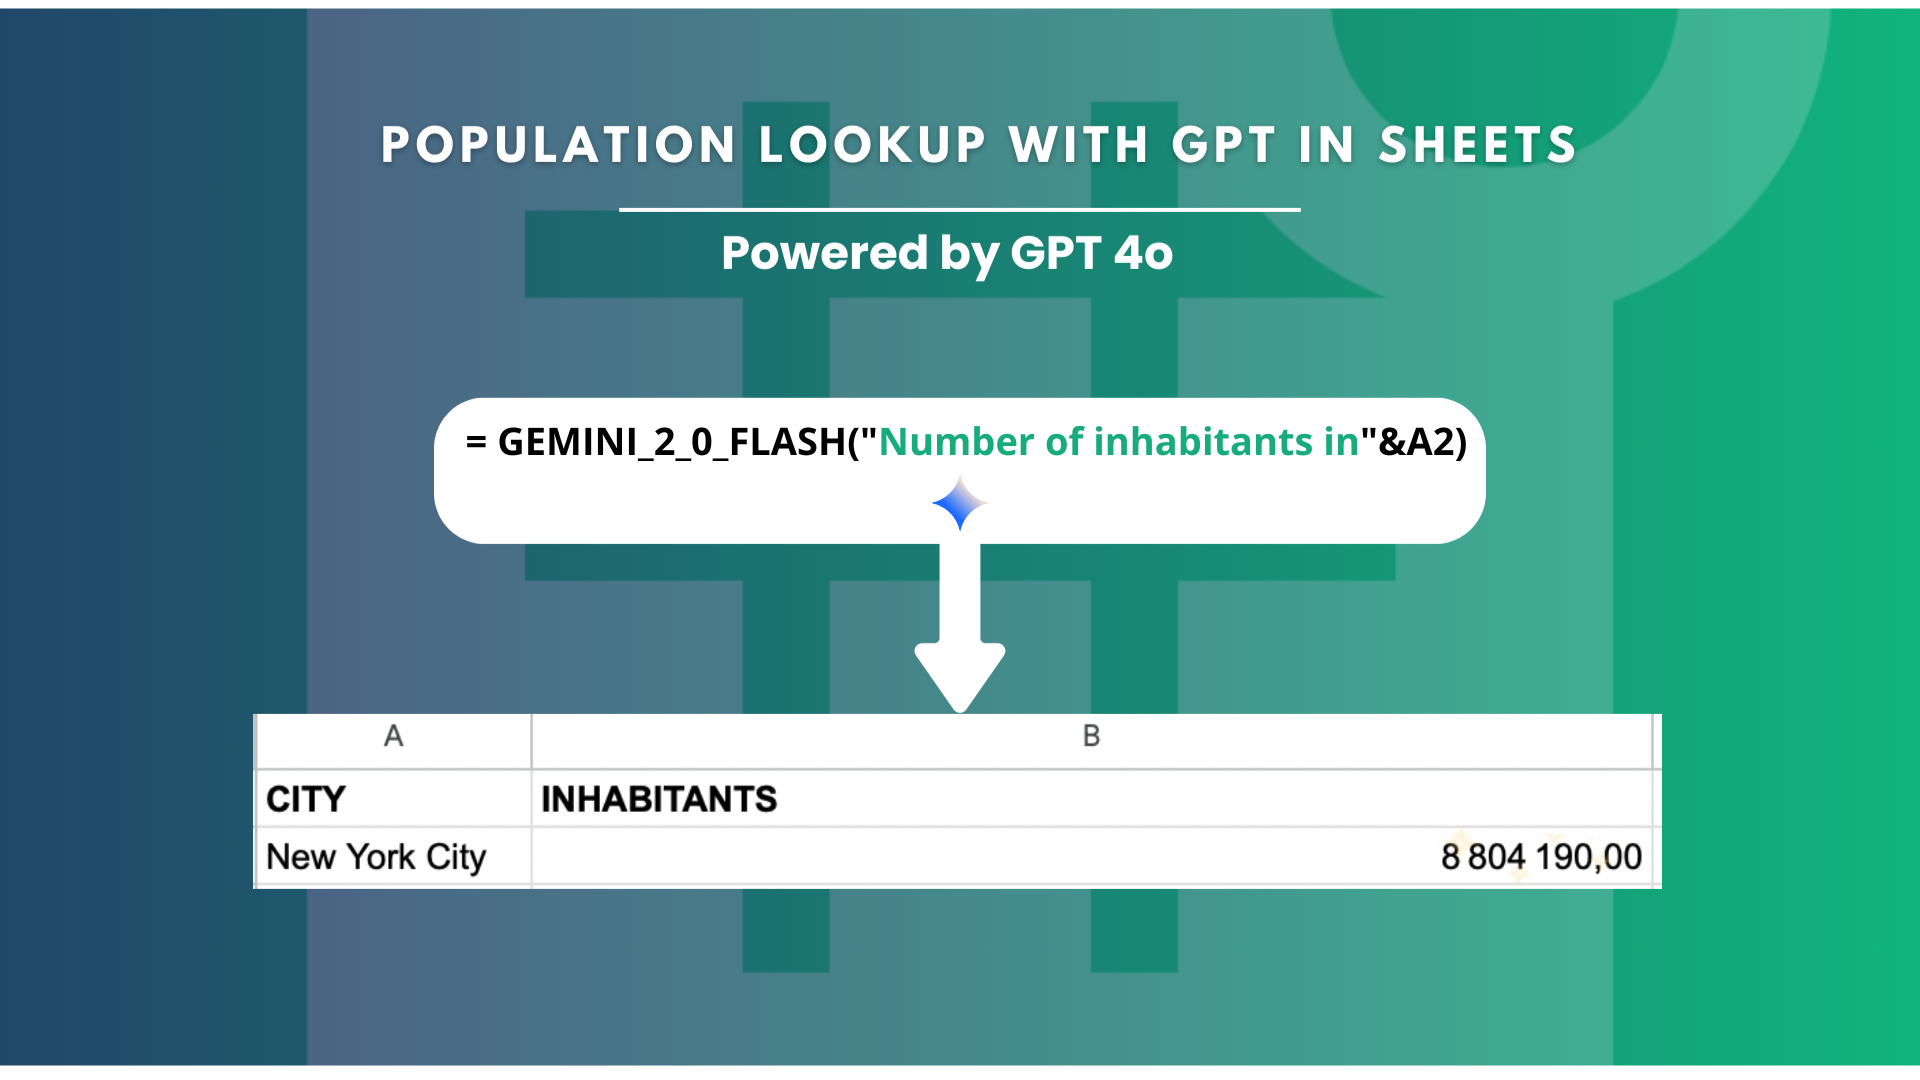 POPULATION LOOKUP WITH GPT IN SHEETS
Powered by GPT 4o
= GEMINI_2_0_FLASH("Number of inhabitants in"&A2)
A B
CITY INHABITANTS
New York City 8 804 190,00